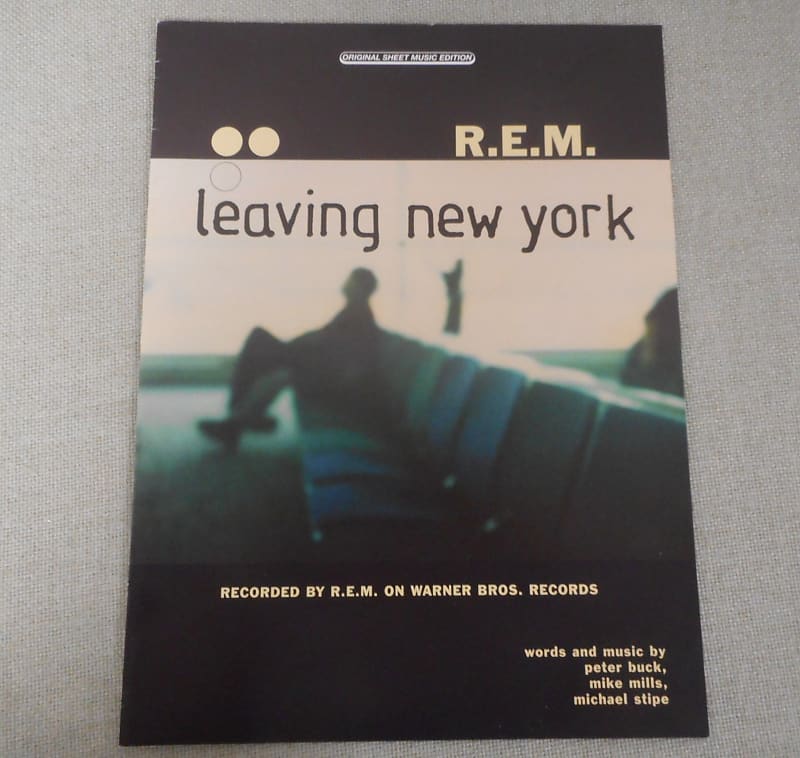 ORIGINAL SHEET MUSIC EDITION
R.E.M.
leaving new york
RECORDED BY R.E.M. ON WARNER BROS. RECORDS
words and music by
peter buck,
mike mills,
michael stipe